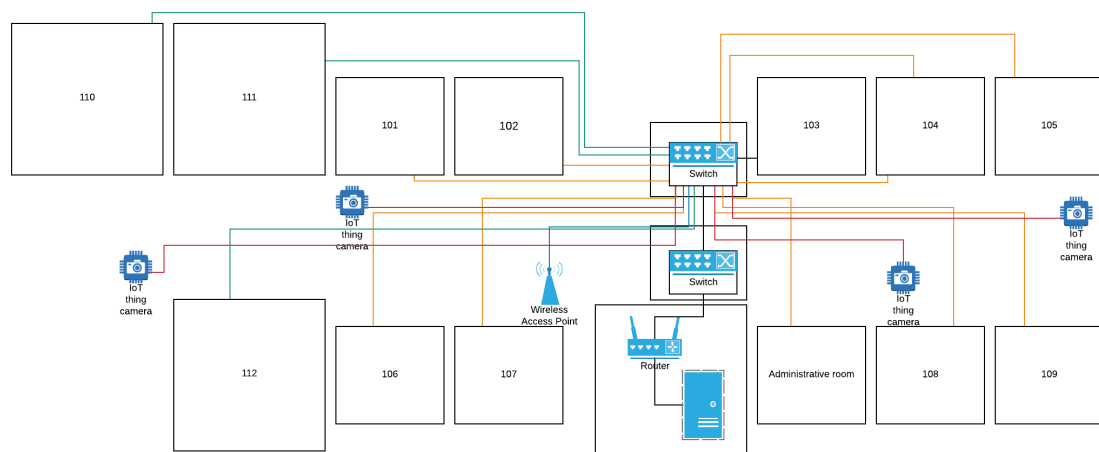 110
111
101
102
103
104
105
Switch
IoT
thing
camera
IoT
thing
camera
IoT
thing
camera
Switch
IoT
thing
camera
Wireless
Access Point
Router
112
106
107
Administrative room
108
109